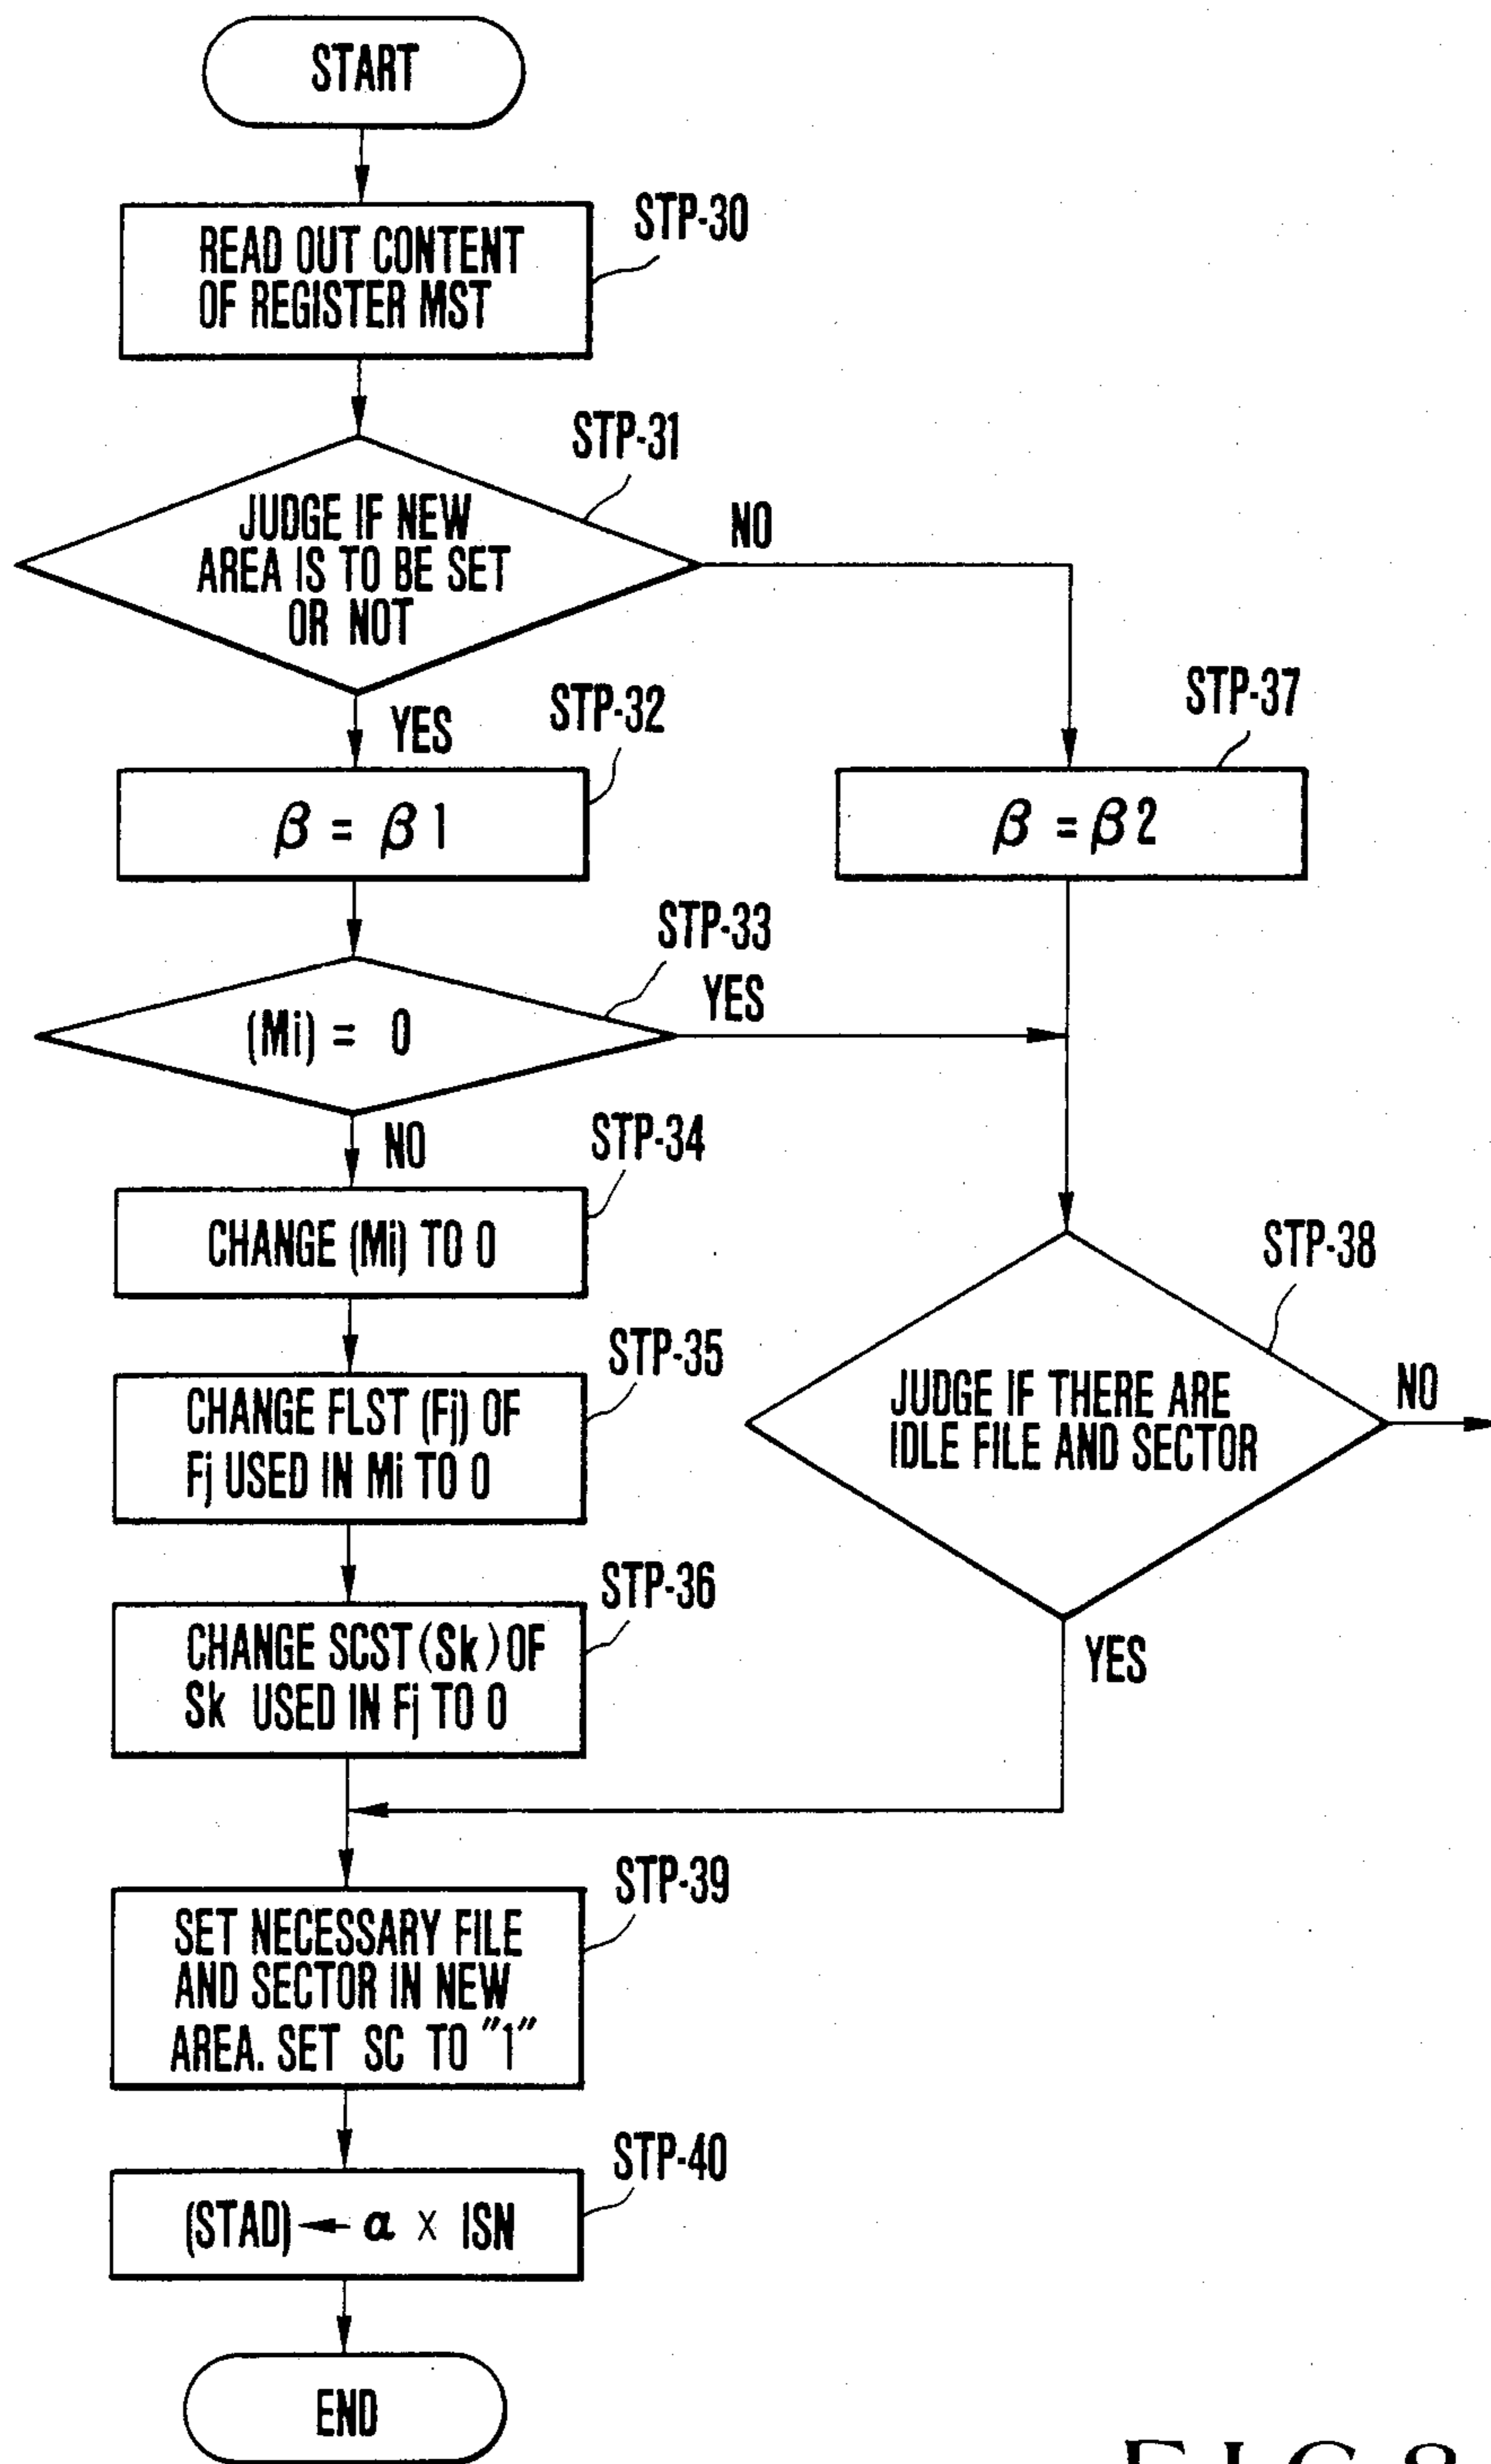 START
STP-30
READ OUT CONTENT
OF REGISTER MST
STP-31
JUDGE IF NEW
AREA IS TO BE SET
OR NOT
NO
YES
STP-32
β = β1
STP-37
β = β2
STP-33
(Mi) = 0
YES
NO
STP-34
CHANGE (Mi) TO 0
STP-38
JUDGE IF THERE ARE
IDLE FILE AND SECTOR
NO
YES
STP-35
CHANGE FLST (Fj) OF
Fj USED IN Mi TO 0
STP-36
CHANGE SCST (Sk) OF
Sk USED IN Fj TO 0
STP-39
SET NECESSARY FILE
AND SECTOR IN NEW
AREA. SET SC TO "1"
STP-40
(STAD) ← α × ISN
END
FIG.8